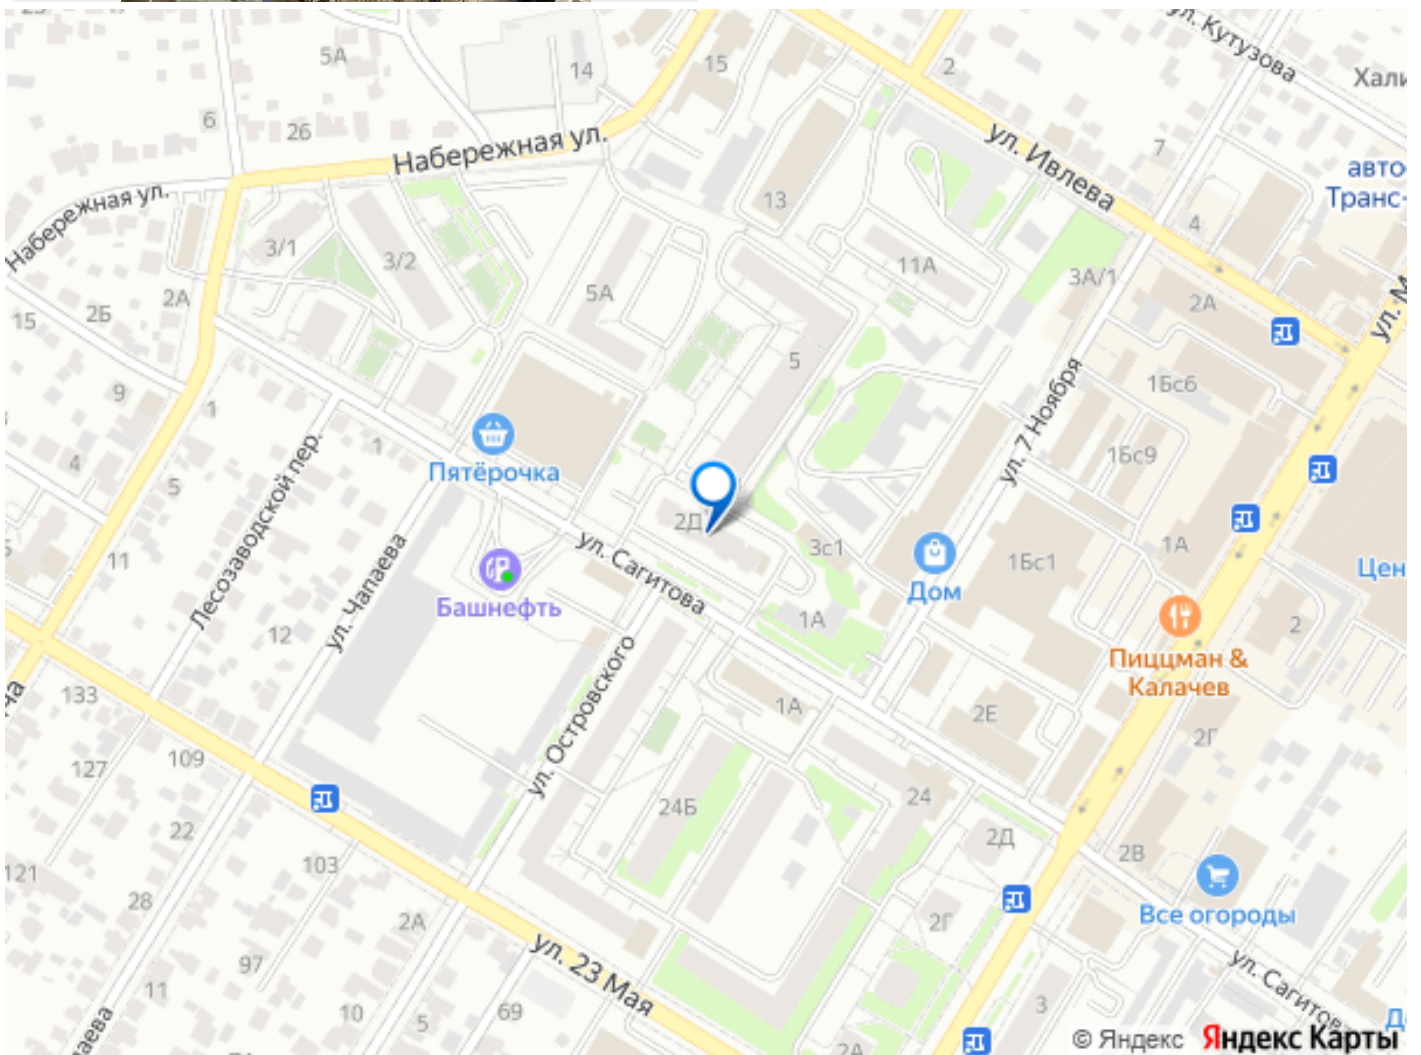 ул. Кутузова
5А
14
15
2
Хали
6
26
Набережная ул.
ул. Ивлева
7
авто
Транс-
Набережная ул.
13
4
3/1
3/2
11А
3А/1
2А
5А
2А
ул. М
15
2Б
5
9
1
1Бс6
ул. 7 Ноября
Пятёрочка
1
1Бс9
4
5
Лесозаводской пер.
2Д
3с1
1А
11
ул. Чапаева
ул. Сагитова
Дом
1Бс1
Цен
Башнефть
12
1А
2
Пиццман &
Калачев
133
ул. Островского
1А
2Е
2Г
109
127
24Б
24
22
2Д
2В
103
121
28
Все огороды
2А
2Г
97
ул. 23 Мая
ул. Сагитова
11
10
5
69
3
2А
© Яндекс Яндекс Карты